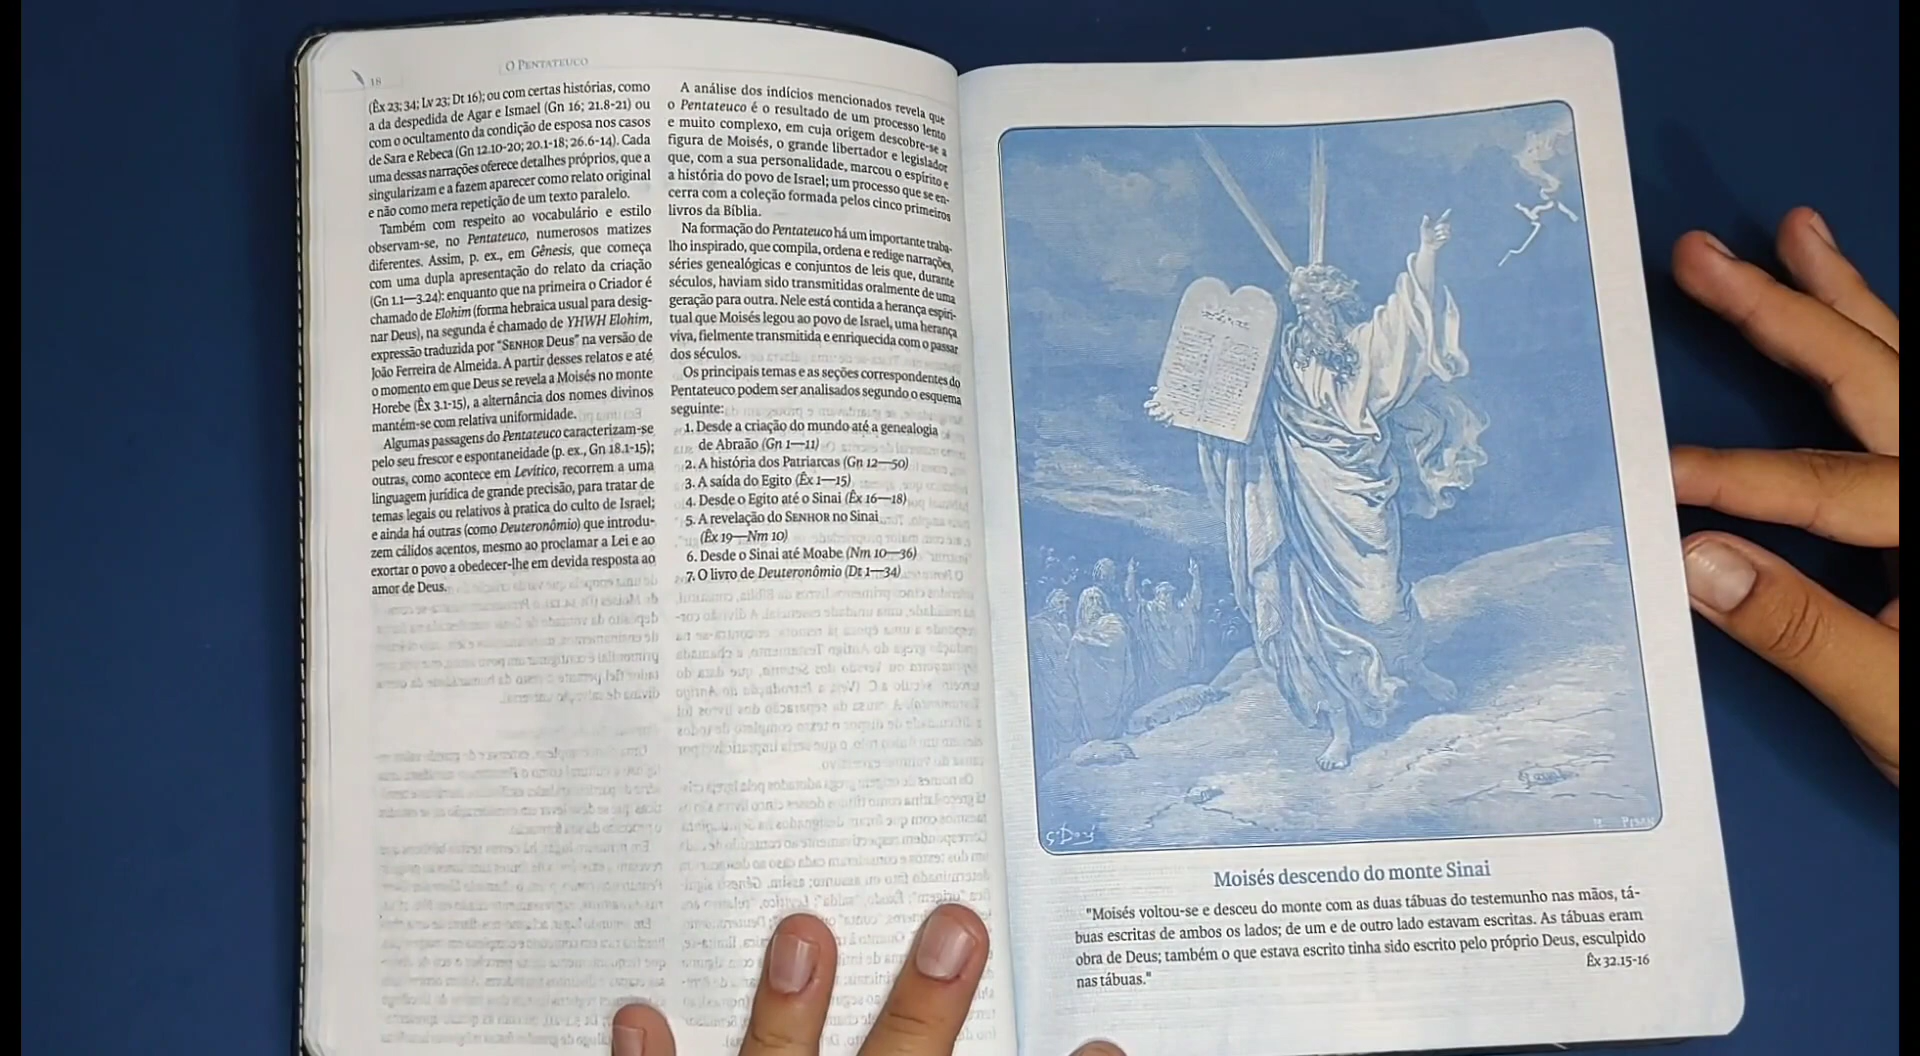 18
O PENTATEUCO
(Êx 23; 34; Lv 23; Dt 16); ou com certas histórias, como
a da despedida de Agar e Ismael (Gn 16; 21.8-21) ou
com o ocultamento da condição de esposa nos casos
de Sara e Rebeca (Gn 12.10-20; 20.1-18; 26.6-14). Cada
uma dessas narrações oferece detalhes próprios, que a
singularizam e a fazem aparecer como relato original
e não como mera repetição de um texto paralelo.
Também com respeito ao vocabulário e estilo
observam-se, no Pentateuco, numerosos matizes
diferentes. Assim, p. ex., em Gênesis, que começa
com uma dupla apresentação do relato da criação
(Gn 1.1—3.24): enquanto que na primeira o Criador é
chamado de Elohim (forma hebraica usual para desig-
nar Deus), na segunda é chamado de YHWH Elohim,
expressão traduzida por "SENHOR Deus" na versão de
João Ferreira de Almeida. A partir desses relatos e até
o momento em que Deus se revela a Moisés no monte
Horebe (Êx 3.1-15), a alternância dos nomes divinos
mantém-se com relativa uniformidade.
Algumas passagens do Pentateuco caracterizam-se
pelo seu frescor e espontaneidade (p. ex., Gn 18.1-15);
outras, como acontece em Levítico, recorrem a uma
linguagem jurídica de grande precisão, para tratar de
temas legais ou relativos à pratica do culto de Israel;
e ainda há outras (como Deuteronômio) que introdu-
zem cálidos acentos, mesmo ao proclamar a Lei e ao
exortar o povo a obedecer-lhe em devida resposta ao
amor de Deus.
A análise dos indícios mencionados revela que
o Pentateuco é o resultado de um processo lento
e muito complexo, em cuja origem descobre-se a
figura de Moisés, o grande libertador e legislador
que, com a sua personalidade, marcou o espírito e
a história do povo de Israel; um processo que se en-
cerra com a coleção formada pelos cinco primeiros
livros da Bíblia.
Na formação do Pentateuco há um importante traba-
lho inspirado, que compila, ordena e redige narrações,
séries genealógicas e conjuntos de leis que, durante
séculos, haviam sido transmitidas oralmente de uma
geração para outra. Nele está contida a herança espiri-
tual que Moisés legou ao povo de Israel, uma herança
viva, fielmente transmitida e enriquecida com o passar
dos séculos.
Os principais temas e as seções correspondentes do
Pentateuco podem ser analisados segundo o esquema
seguinte:
1. Desde a criação do mundo até a genealogia
de Abraão (Gn 1—11)
2. A história dos Patriarcas (Gn 12—50)
3. A saída do Egito (Êx 1—15)
4. Desde o Egito até o Sinai (Êx 16—18)
5. A revelação do SENHOR no Sinai
(Êx 19—Nm 10)
6. Desde o Sinai até Moabe (Nm 10—36)
7. O livro de Deuteronômio (Dt 1—34)
G. Doré
PISAN
Moisés descendo do monte Sinai
"Moisés voltou-se e desceu do monte com as duas tábuas do testemunho nas mãos, tá-
buas escritas de ambos os lados; de um e de outro lado estavam escritas. As tábuas eram
obra de Deus; também o que estava escrito tinha sido escrito pelo próprio Deus, esculpido
nas tábuas."
Êx 32.15-16